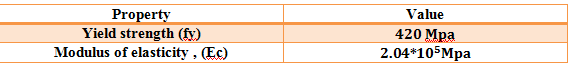 Property Value
Yield strength (fy) 420 Mpa
Modulus of elasticity , (Ec) 2.04*10⁵Mpa